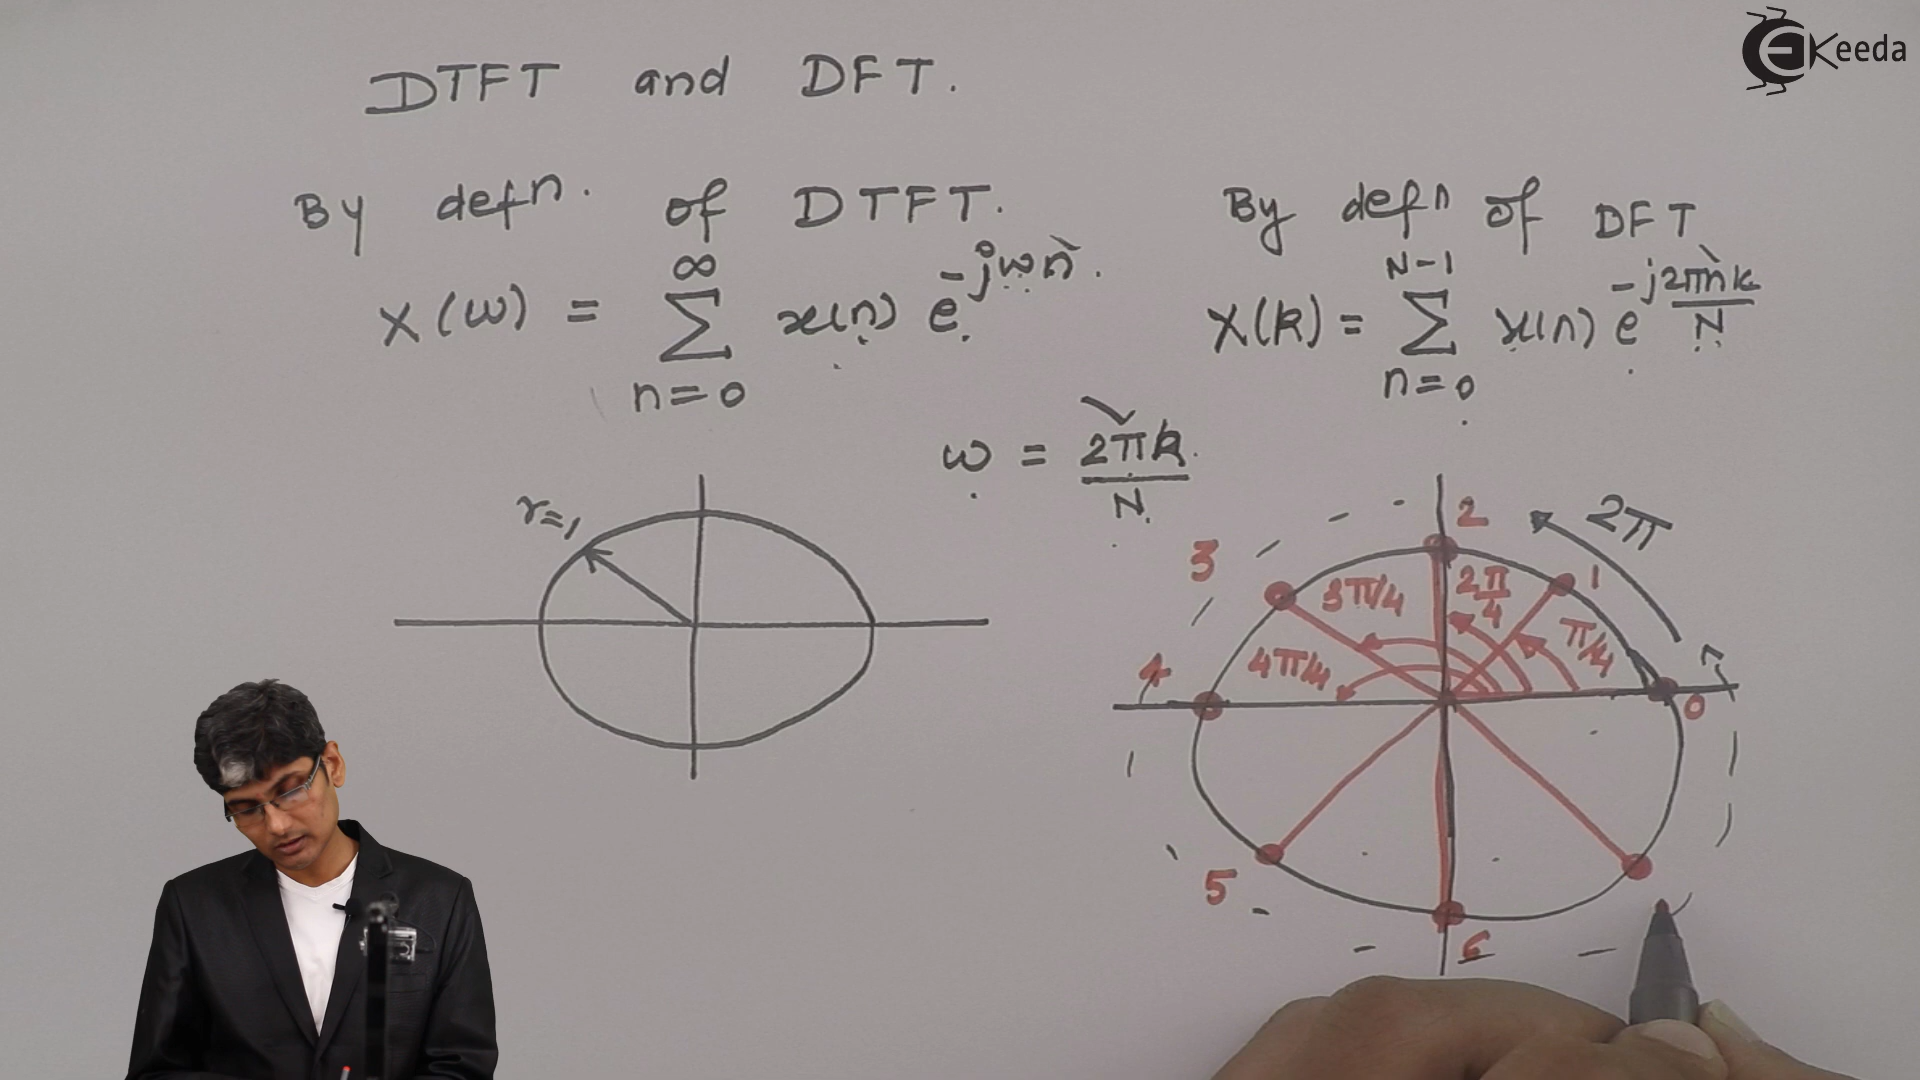 EKeeda
DTFT and DFT.
By defn. of DTFT.
X(ω) = ∞ Σ n=0 x(n) e^-jωn.
By defn of DFT
X(k) = N-1 Σ n=0 x(n) e^-j2πnk/N
ω = 2πk/N
r=1
2π
0
1
2
3
4
5
6
π/4
2π/4
3π/4
4π/4